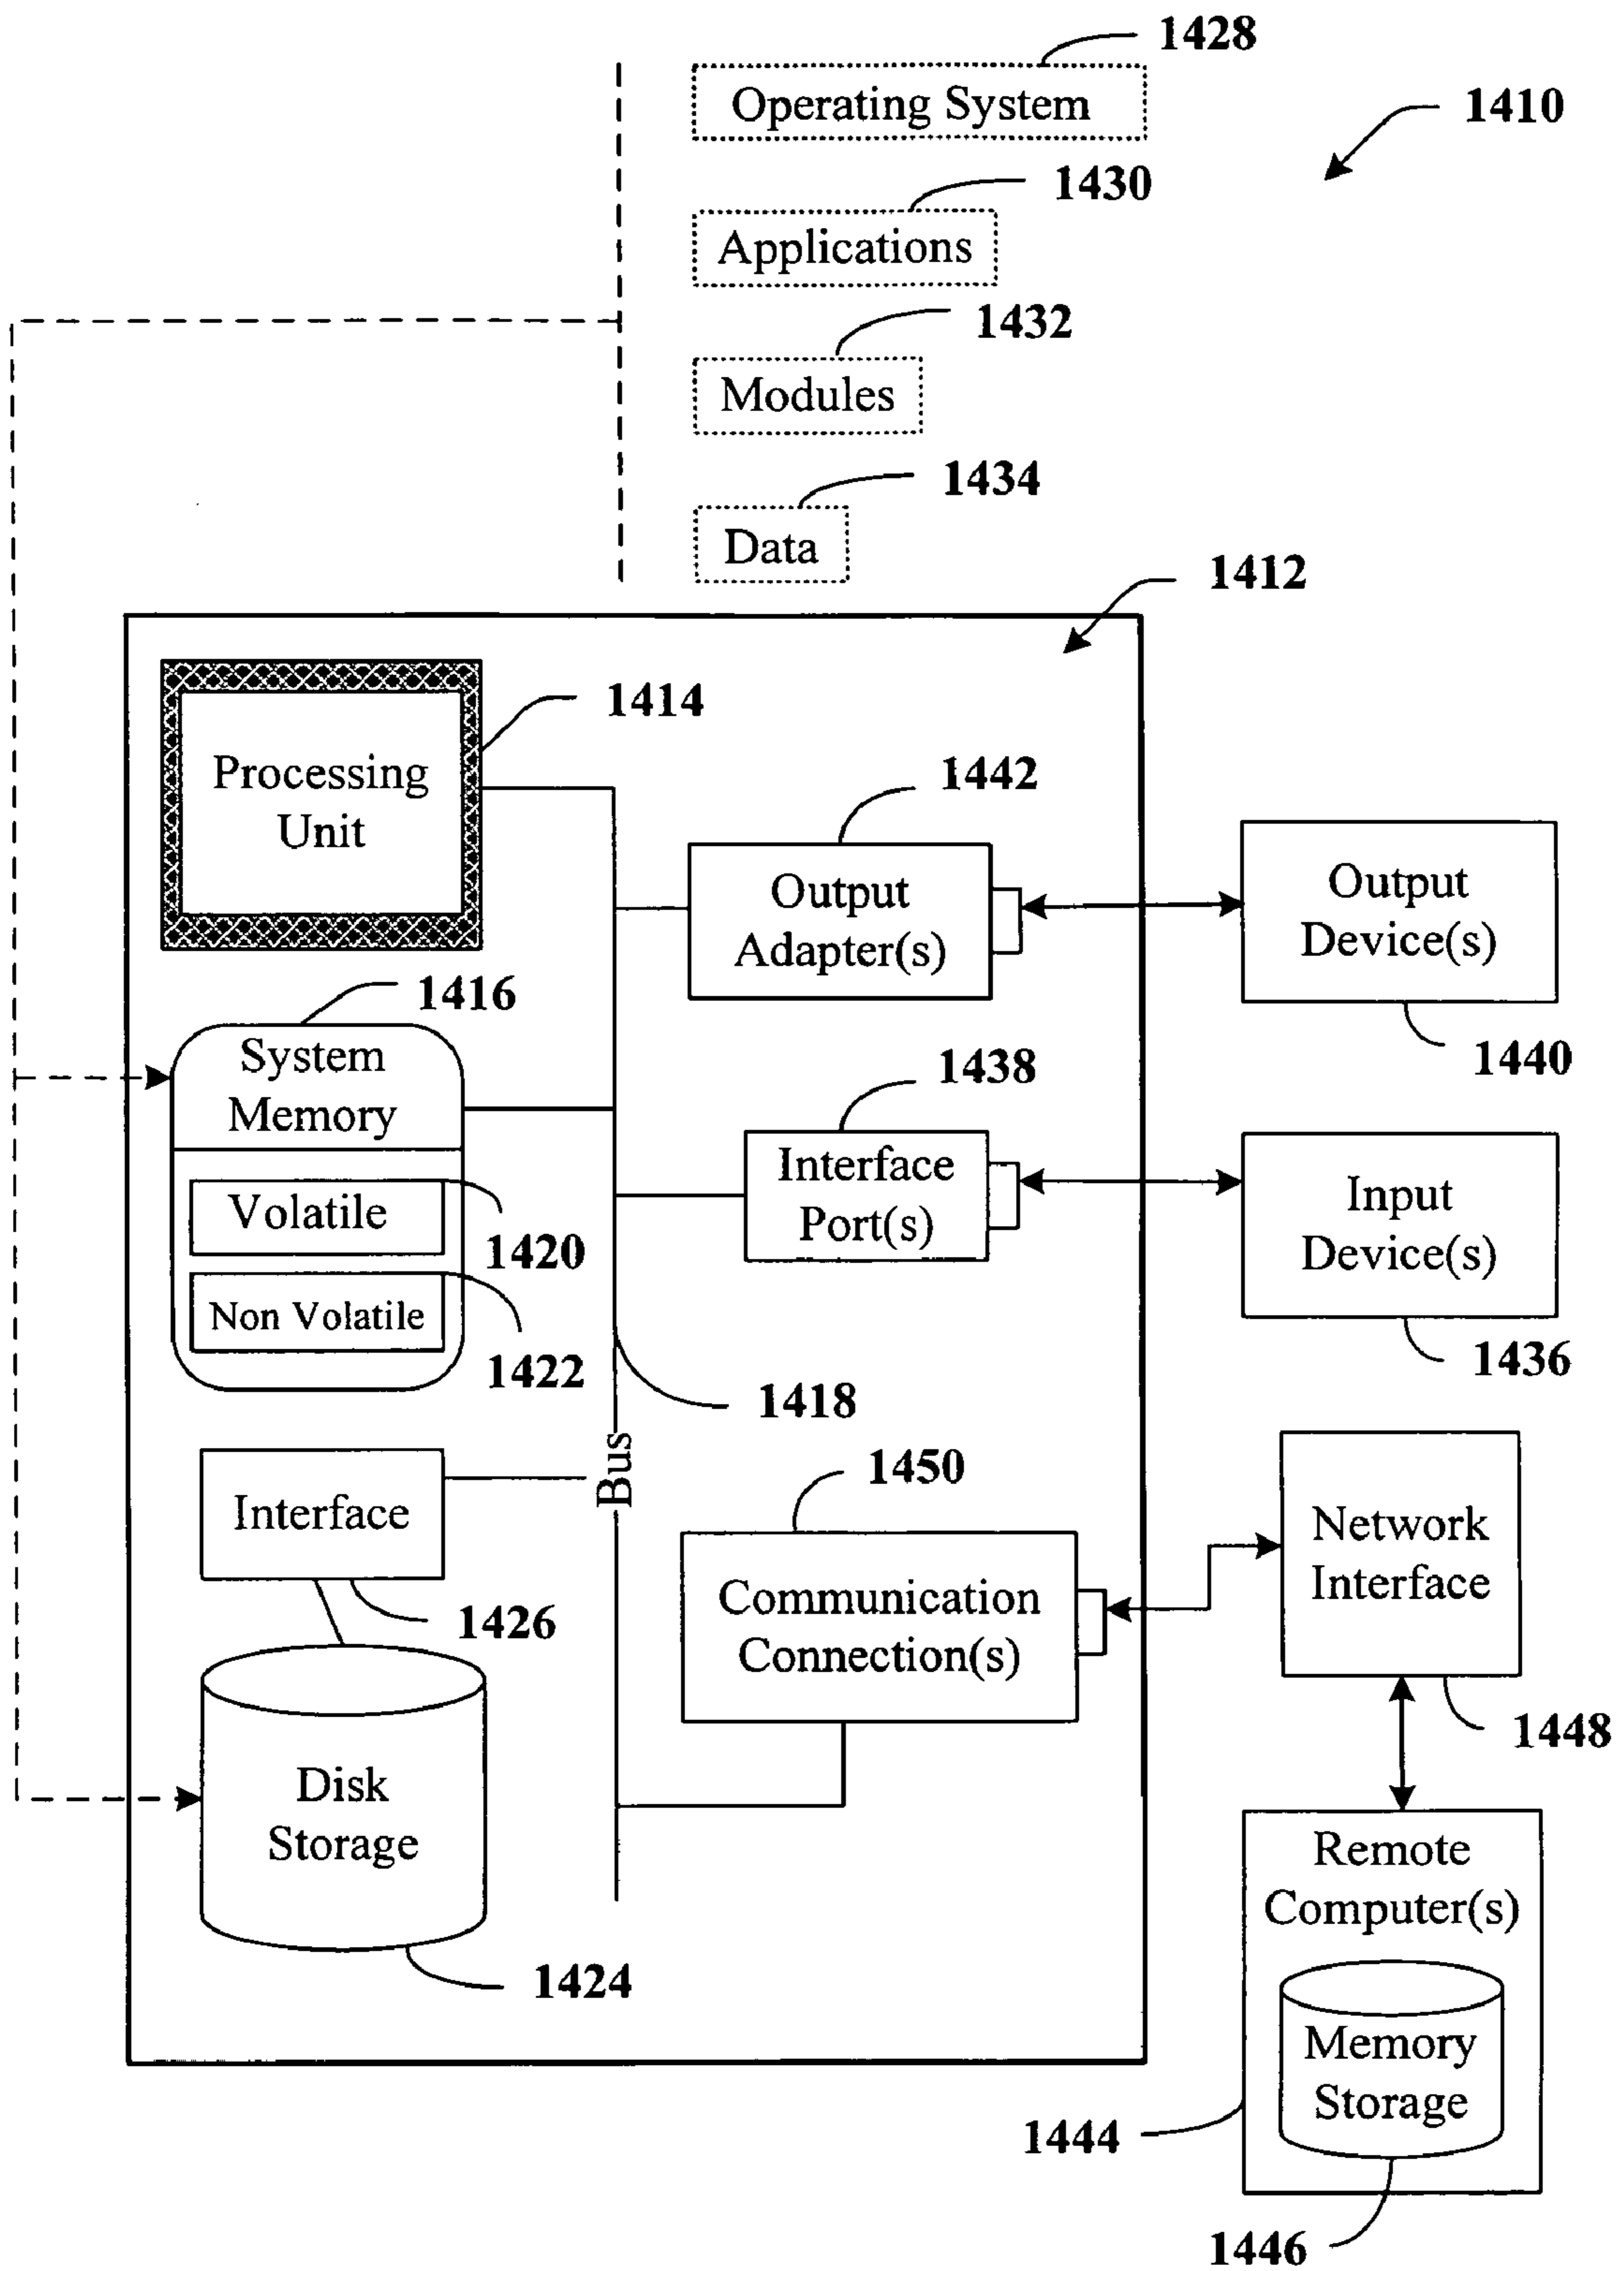 1428
Operating System
1410
1430
Applications
1432
Modules
1434
Data
1412
1414
Processing
Unit
1442
Output
Adapter(s)
Output
Device(s)
1440
1416
System
Memory
1438
Interface
Port(s)
Input
Device(s)
1436
Volatile
1420
Non Volatile
1422
1418
Bus
1450
Interface
1426
Communication
Connection(s)
Network
Interface
1448
Disk
Storage
1424
Remote
Computer(s)
Memory
Storage
1444
1446